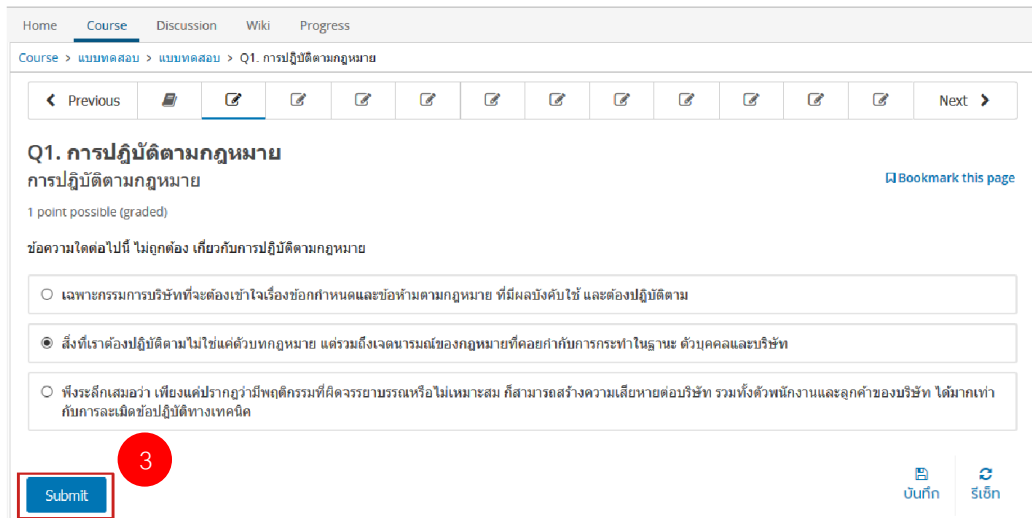 Home Course Discussion Wiki Progress
Course > แบบทดสอบ > แบบทดสอบ > Q1. การปฏิบัติตามกฎหมาย
Previous Next
Q1. การปฏิบัติตามกฎหมาย
การปฏิบัติตามกฎหมาย
Bookmark this page
1 point possible (graded)
ข้อความใดต่อไปนี้ ไม่ถูกต้อง เกี่ยวกับการปฏิบัติตามกฎหมาย
เฉพาะกรรมการบริษัทที่จะต้องเข้าใจเรื่องข้อกำหนดและข้อห้ามตามกฎหมาย ที่มีผลบังคับใช้ และต้องปฏิบัติตาม
สิ่งที่เราต้องปฏิบัติตามไม่ใช่แค่ตัวบทกฎหมาย แต่รวมถึงเจตนารมณ์ของกฎหมายที่คอยกำกับการกระทำในฐานะ ตัวบุคคลและบริษัท
พึงระลึกเสมอว่า เพียงแค่ปรากฏว่ามีพฤติกรรมที่ผิดจรรยาบรรณหรือไม่เหมาะสม ก็สามารถสร้างความเสียหายต่อบริษัท รวมทั้งตัวพนักงานและลูกค้าของบริษัท ได้มากเท่า
กับการละเมิดข้อปฏิบัติทางเทคนิค
3
Submit
บันทึก รีเซ็ท